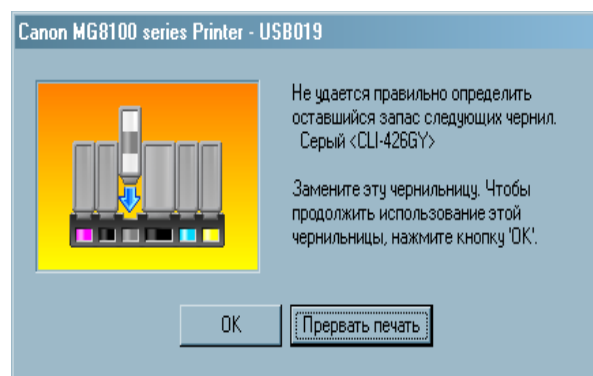 Canon MG8100 series Printer - USB019
Не удается правильно определить
оставшийся запас следующих чернил.
Серый <CLI-426GY>
Замените эту чернильницу. Чтобы
продолжить использование этой
чернильницы, нажмите кнопку 'OK'.
OK
Прервать печать